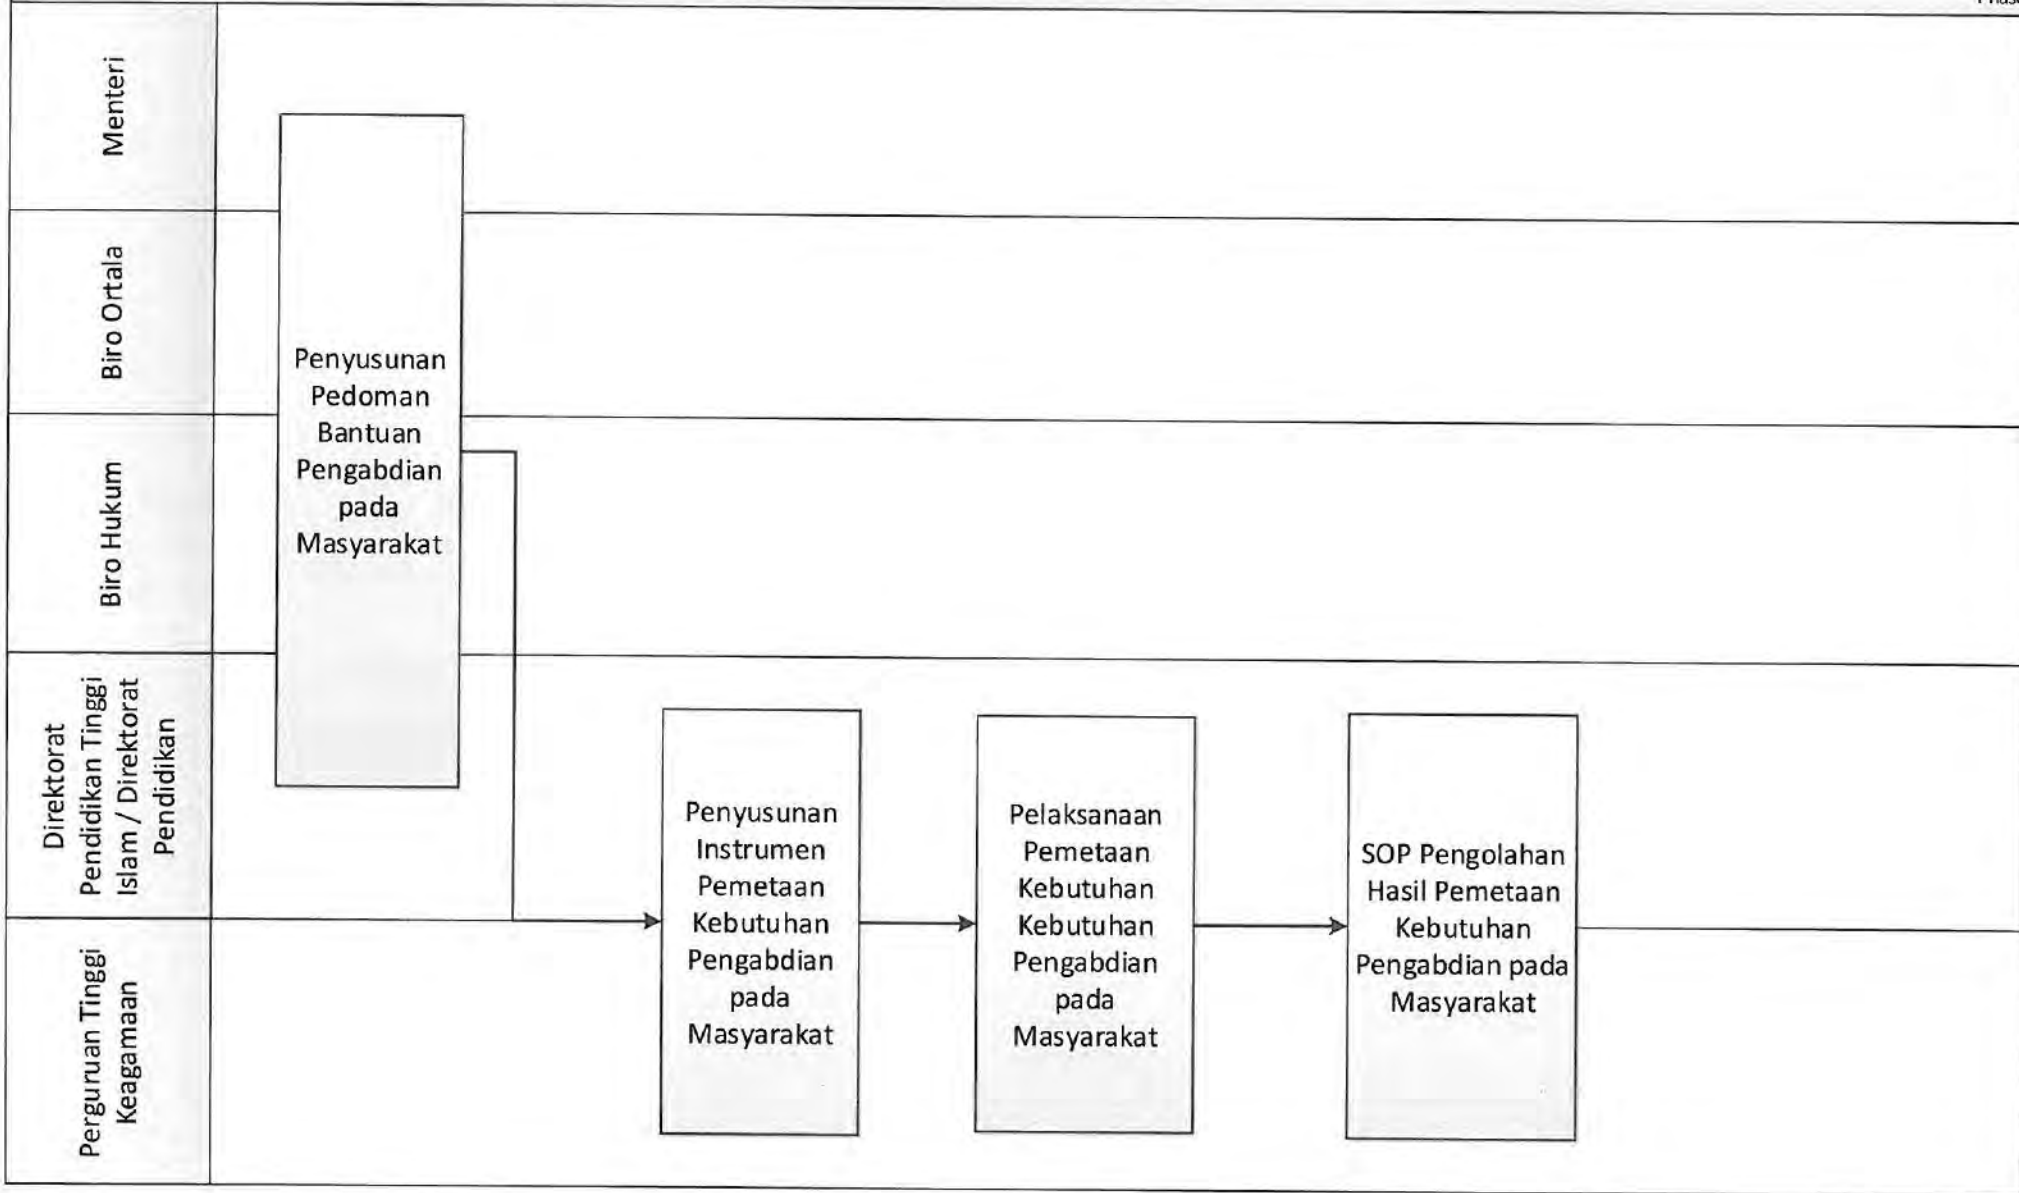 Menteri
Biro Ortala
Biro Hukum
Direktorat
Pendidikan Tinggi
Islam / Direktorat
Pendidikan
Perguruan Tinggi
Keagamaan
Penyusunan
Pedoman
Bantuan
Pengabdian
pada
Masyarakat
Penyusunan
Instrumen
Pemetaan
Kebutuhan
Pengabdian
pada
Masyarakat
Pelaksanaan
Pemetaan
Kebutuhan
Kebutuhan
Pengabdian
pada
Masyarakat
SOP Pengolahan
Hasil Pemetaan
Kebutuhan
Pengabdian pada
Masyarakat